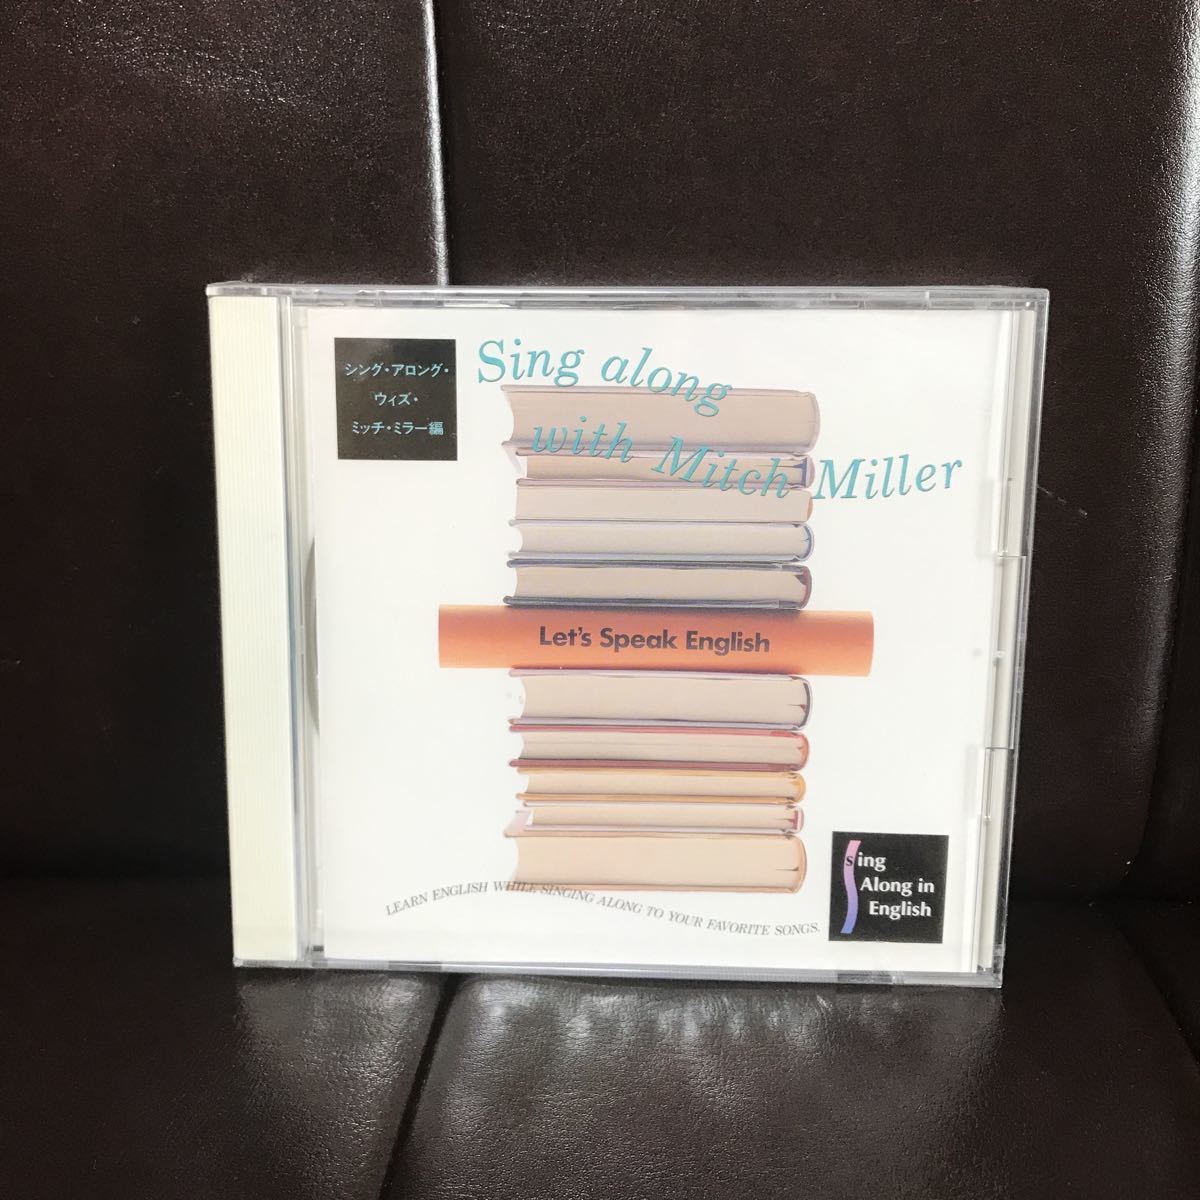 シング・アロング・
ウィズ・
ミッチ・ミラー編
Sing along
with Mitch Miller
Let's Speak English
LEARN ENGLISH WHILE SINGING ALONG TO YOUR FAVORITE SONGS.
Sing
Along in
English